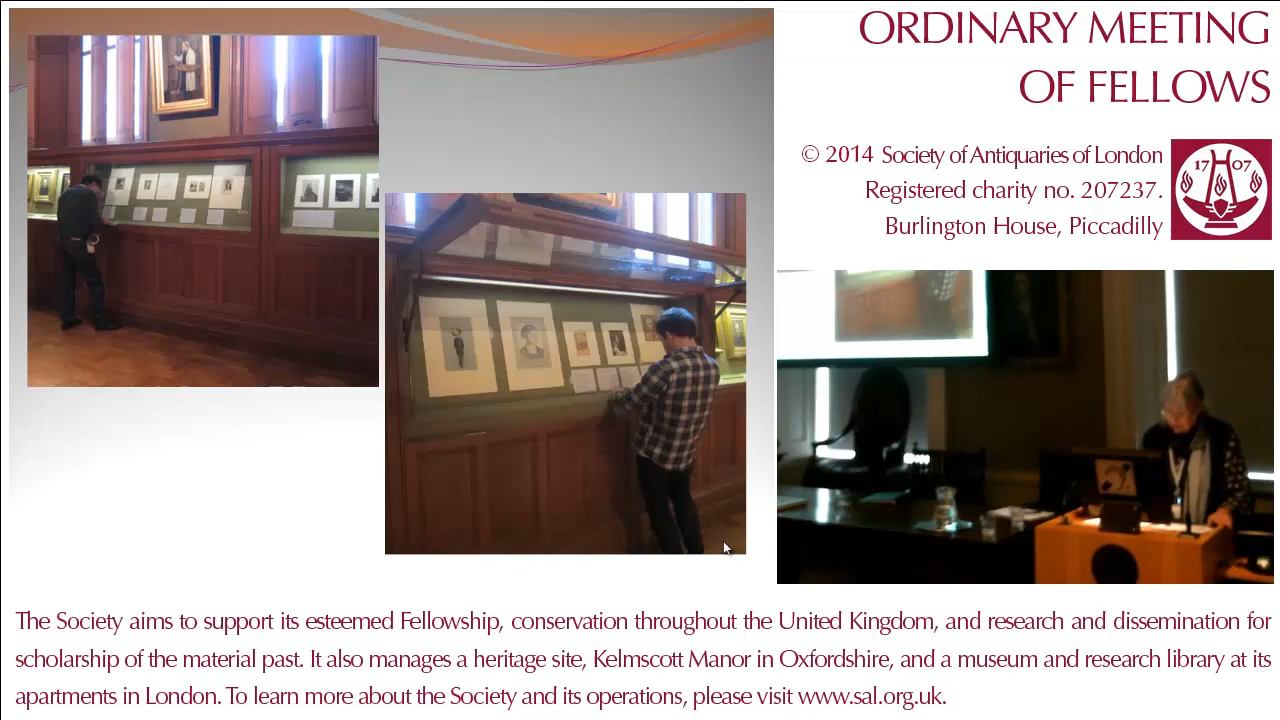 ORDINARY MEETING
OF FELLOWS
© 2014 Society of Antiquaries of London
Registered charity no. 207237.
Burlington House, Piccadilly
17 07
The Society aims to support its esteemed Fellowship, conservation throughout the United Kingdom, and research and dissemination for
scholarship of the material past. It also manages a heritage site, Kelmscott Manor in Oxfordshire, and a museum and research library at its
apartments in London. To learn more about the Society and its operations, please visit www.sal.org.uk.